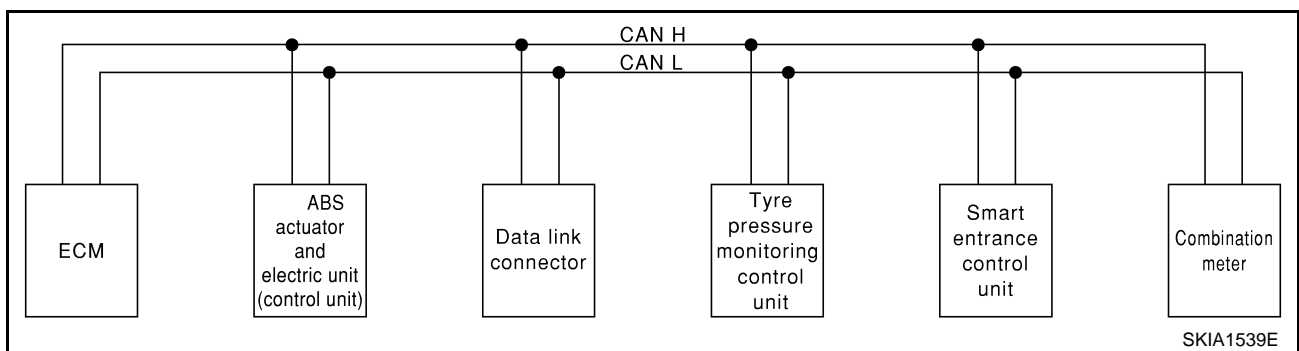 CAN H
CAN L
ECM
ABS
actuator
and
electric unit
(control unit)
Data link
connector
Tyre
pressure
monitoring
control
unit
Smart
entrance
control
unit
Combination
meter
SKIA1539E